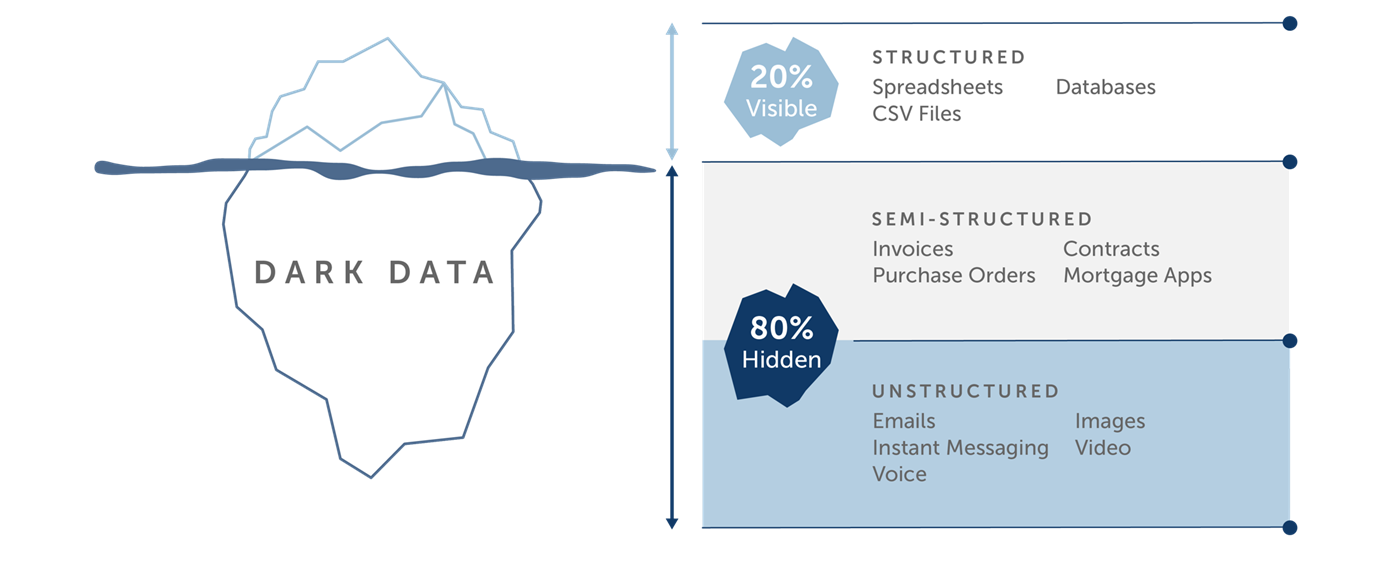 DARK DATA
20%
Visible
STRUCTURED
Spreadsheets Databases
CSV Files
80%
Hidden
SEMI-STRUCTURED
Invoices Contracts
Purchase Orders Mortgage Apps
UNSTRUCTURED
Emails Images
Instant Messaging Video
Voice